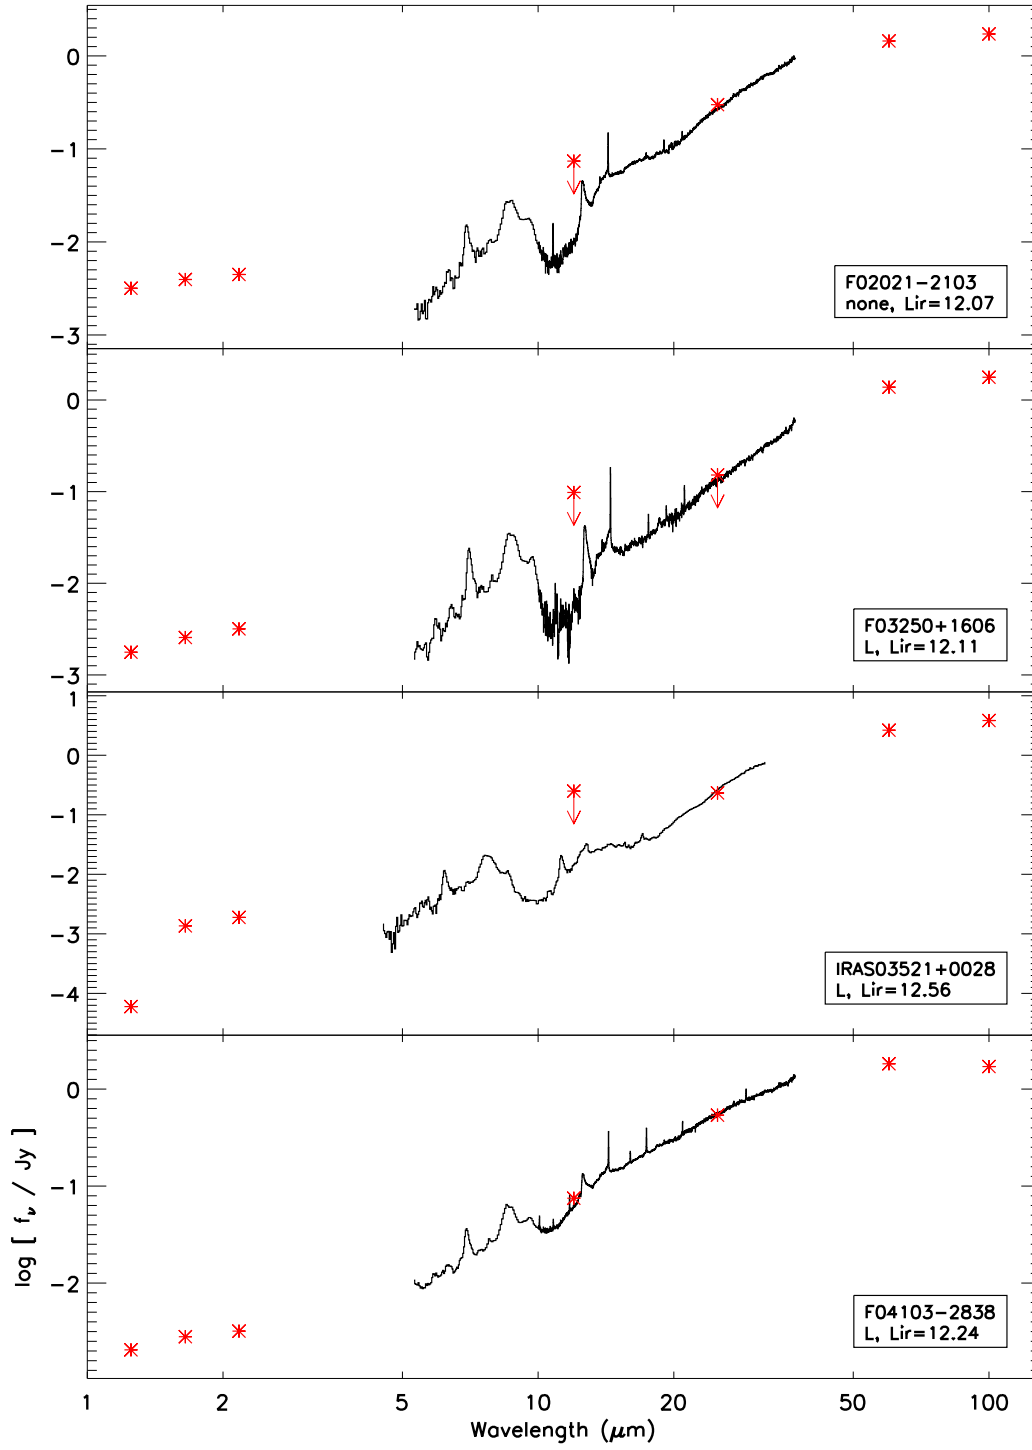 0
-1
-2
-3
F02021-2103
none, Lir=12.07
0
-1
-2
-3
F03250+1606
L, Lir=12.11
1
0
-1
-2
-3
-4
IRAS03521+0028
L, Lir=12.56
0
-1
-2
F04103-2838
L, Lir=12.24
log [ fν / Jy ]
1 2 5 10 20 50 100
Wavelength (μm)